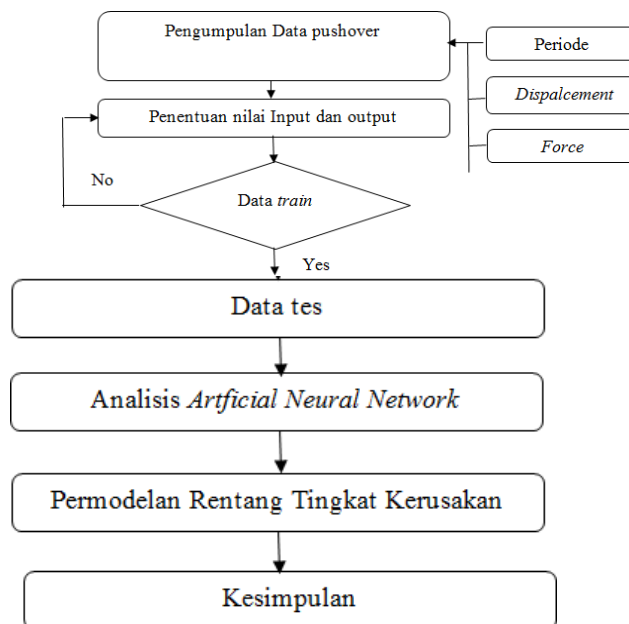 Pengumpulan Data pushover
Periode
Dispalcement
Force
Penentuan nilai Input dan output
No
Data train
Yes
Data tes
Analisis Artficial Neural Network
Permodelan Rentang Tingkat Kerusakan
Kesimpulan